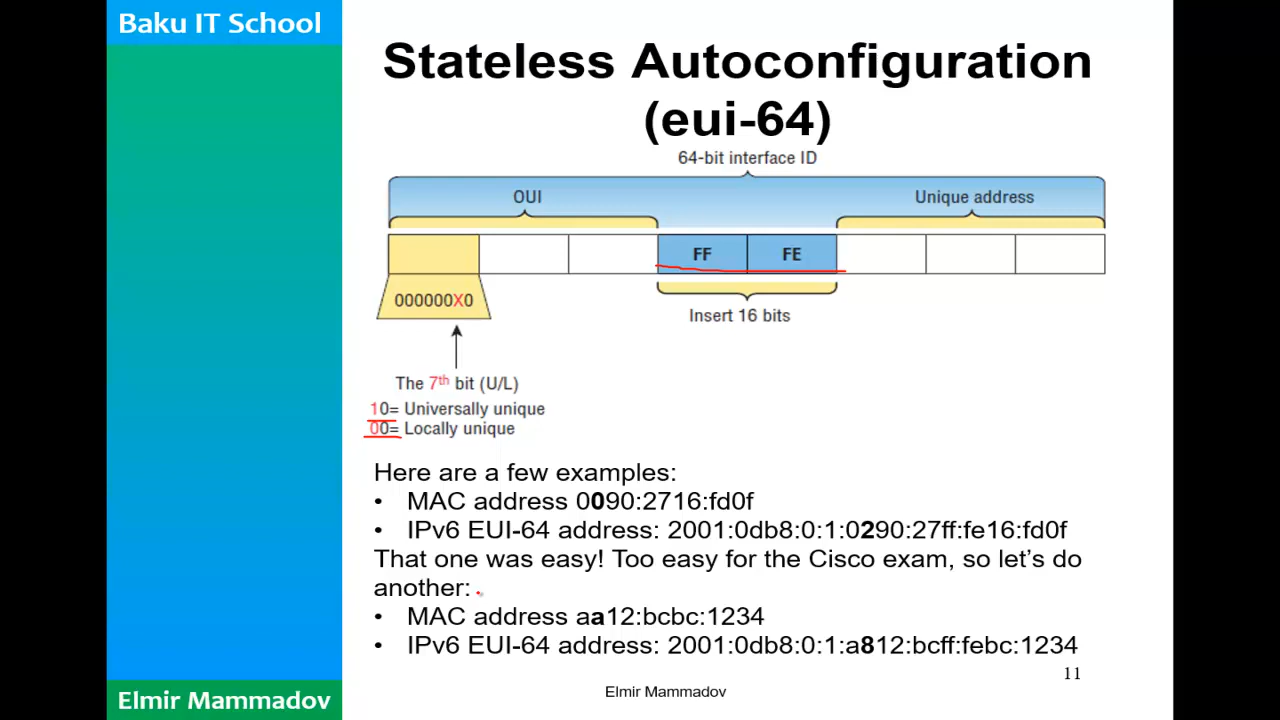 Baku IT School
Stateless Autoconfiguration
(eui-64)
64-bit interface ID
OUI
Unique address
FF
FE
000000X0
Insert 16 bits
The 7th bit (U/L)
10= Universally unique
00= Locally unique
Here are a few examples:
• MAC address 0090:2716:fd0f
• IPv6 EUI-64 address: 2001:0db8:0:1:0290:27ff:fe16:fd0f
That one was easy! Too easy for the Cisco exam, so let's do
another:
• MAC address aa12:bcbc:1234
• IPv6 EUI-64 address: 2001:0db8:0:1:a812:bcff:febc:1234
11
Elmir Mammadov
Elmir Mammadov